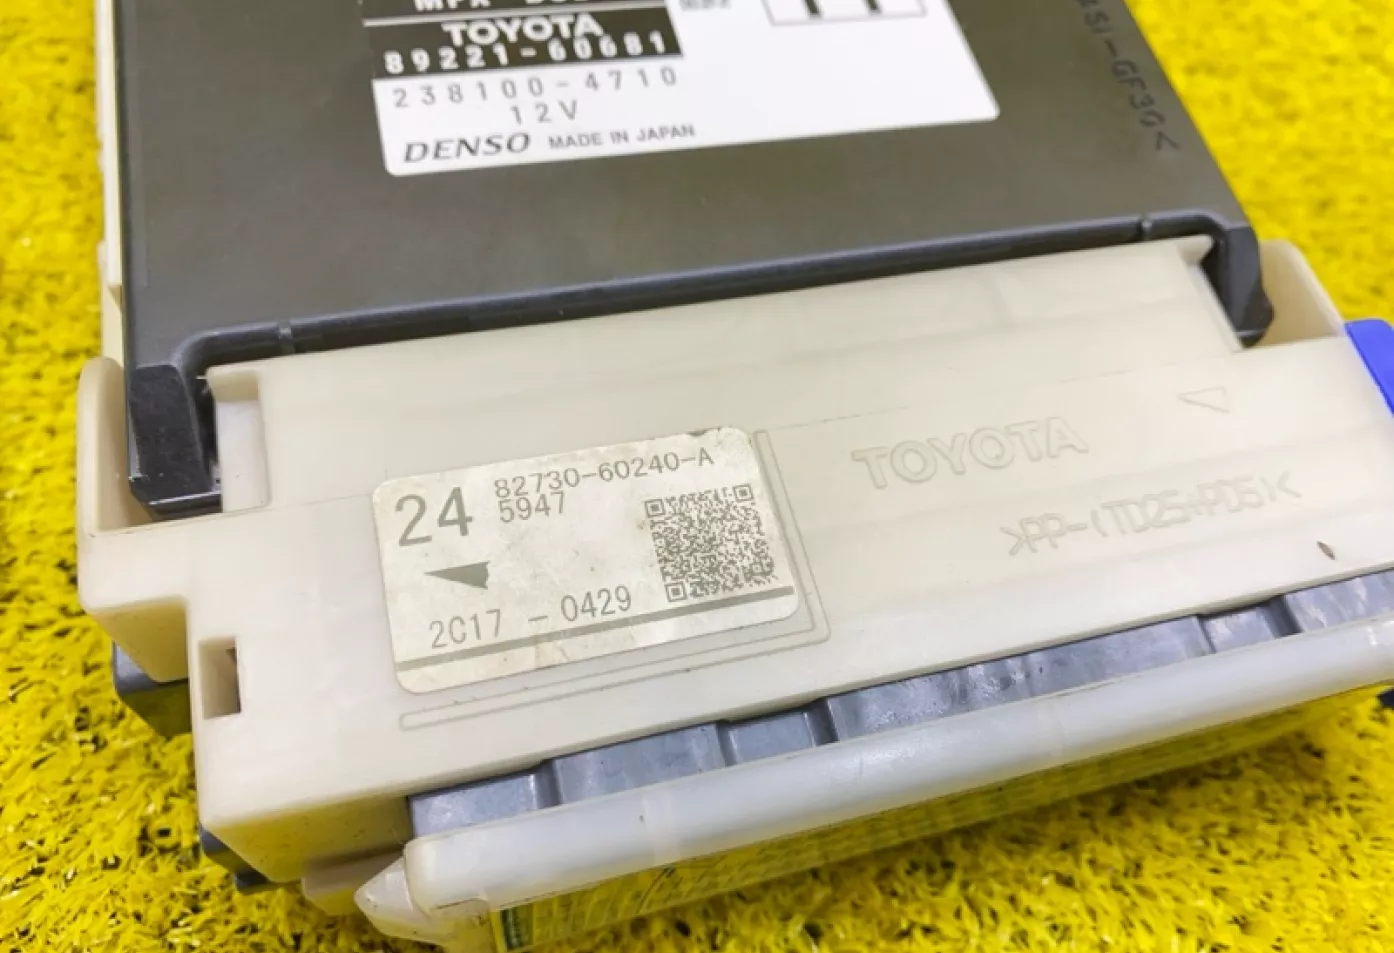 TOYOTA
89221-60681
238100-4710
12V
DENSO MADE IN JAPAN
24
82730-60240-A
5947
2C17 - 0429
TOYOTA